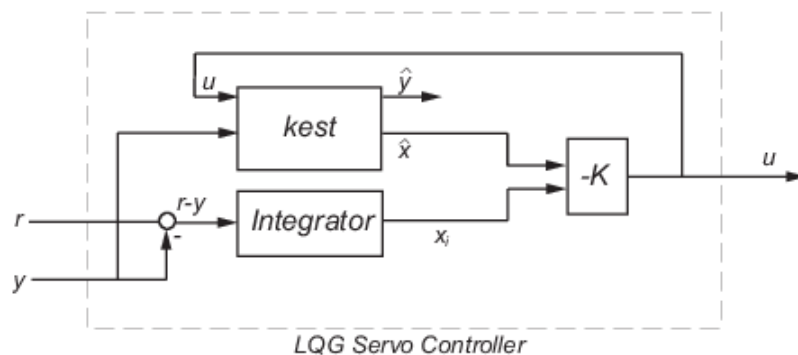 u
ŷ
kest
x̂
u
-K
r
r-y
-
Integrator
xᵢ
y
LQG Servo Controller